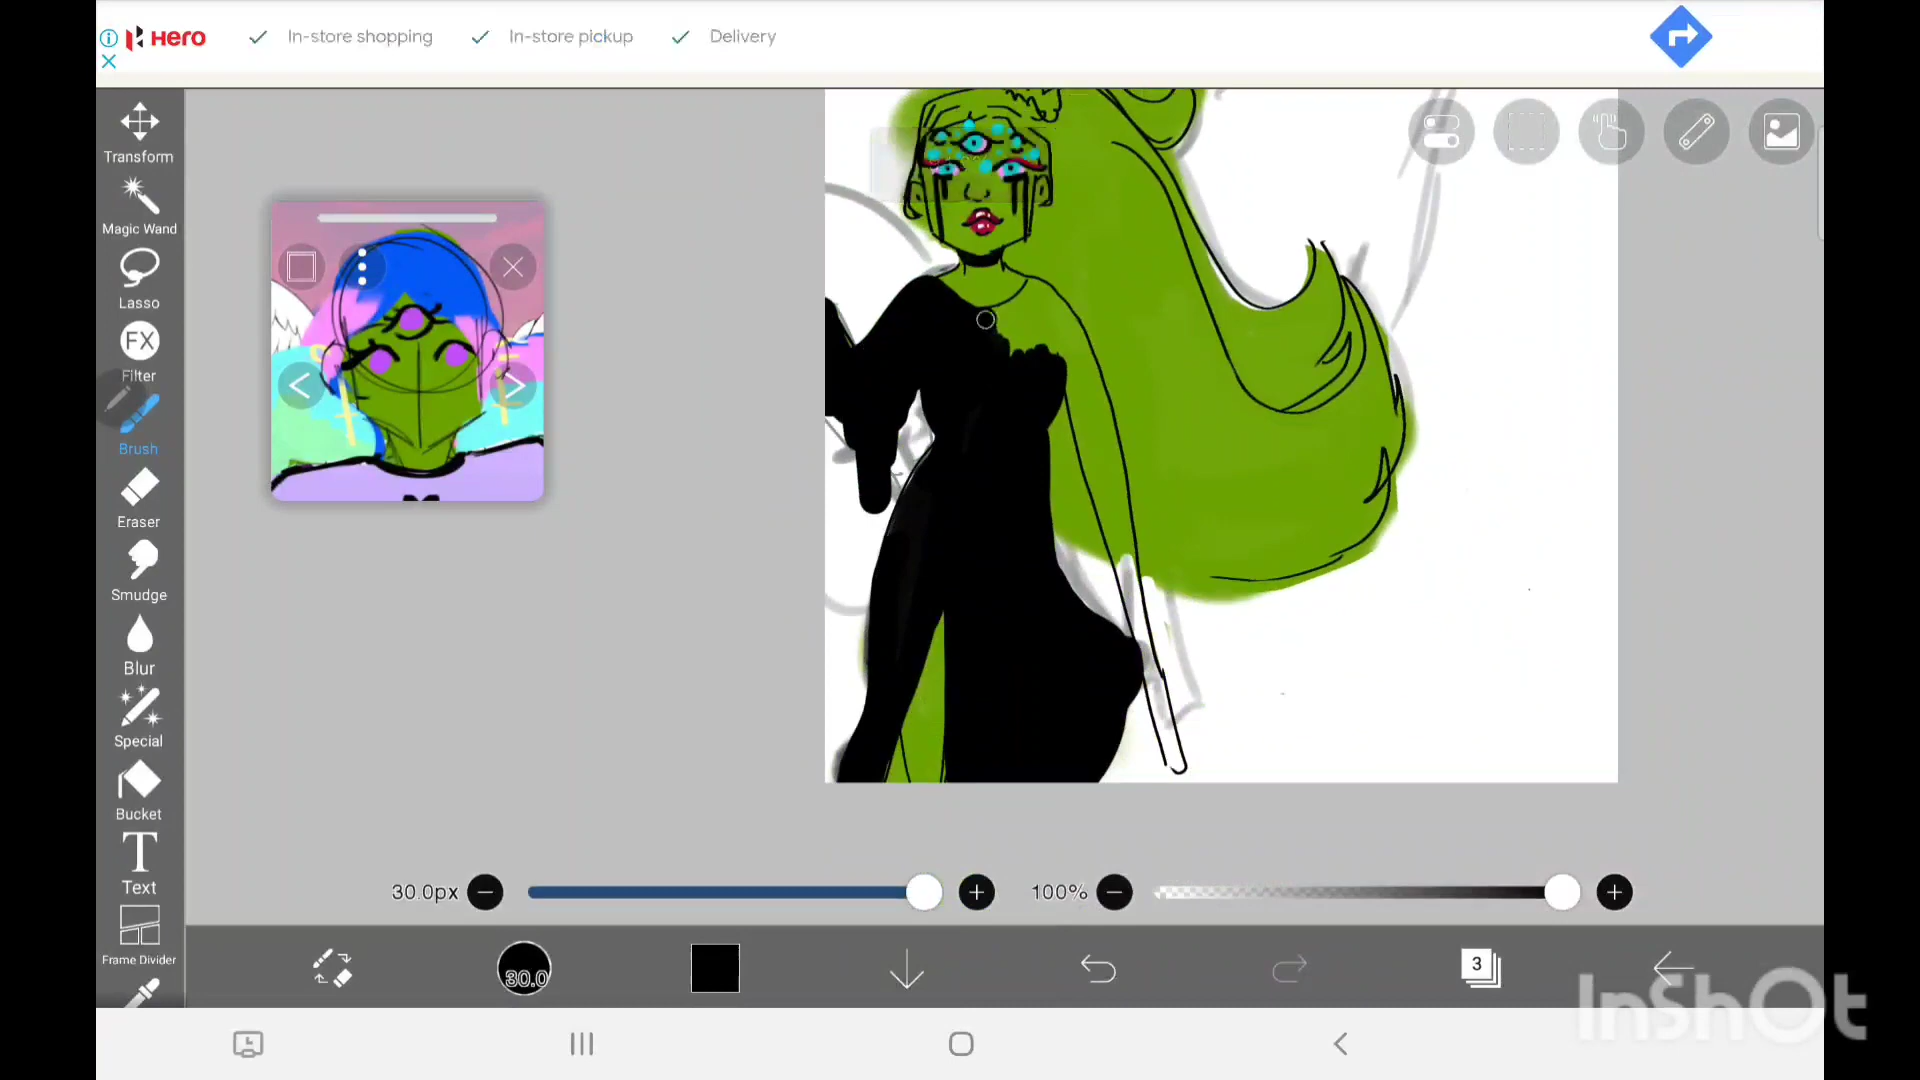 Hero In-store shopping In-store pickup Delivery
Transform
Magic Wand
Lasso
FX
Filter
Brush
Eraser
Smudge
Blur
Special
Bucket
T
Text
Frame Divider
30.0px
100%
30.0
3
InShOt